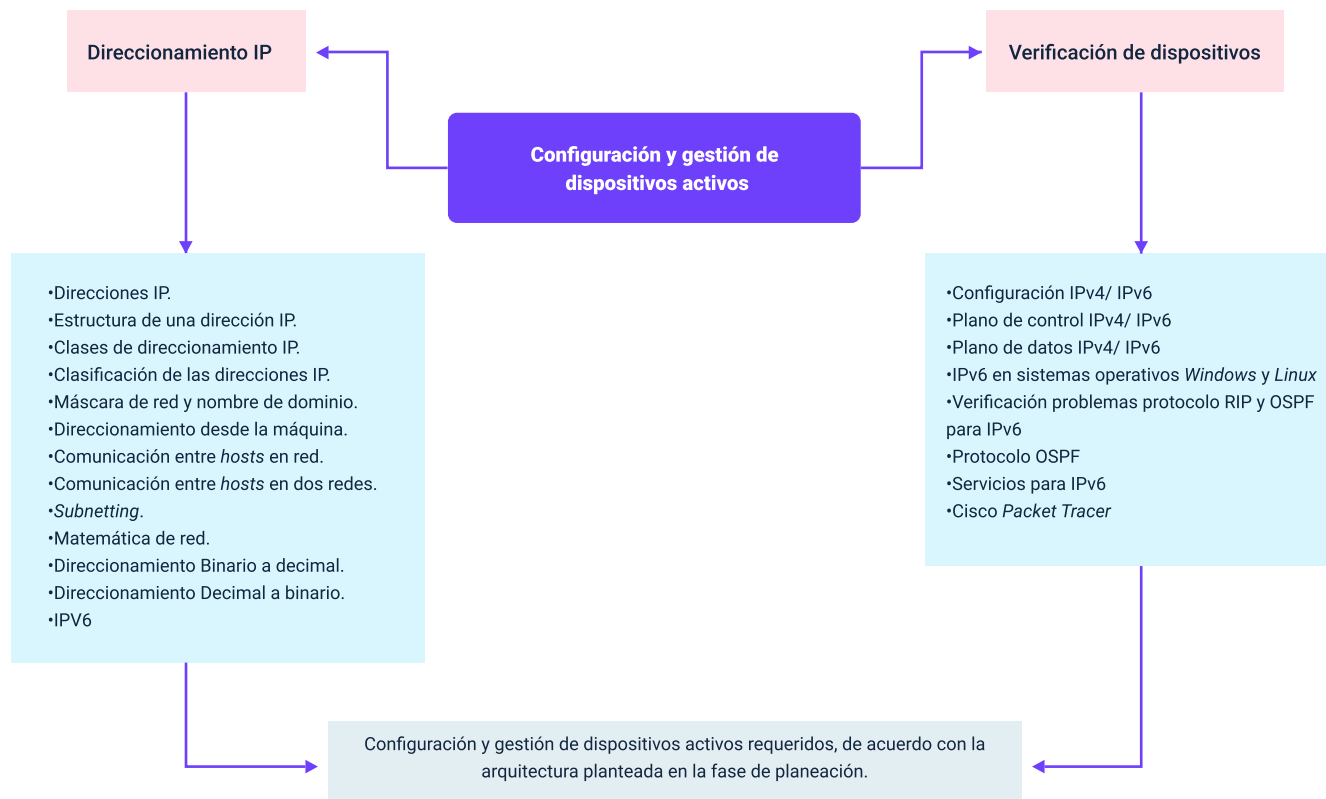 Direccionamiento IP
Verificación de dispositivos
Configuración y gestión de
dispositivos activos
•Direcciones IP.
•Estructura de una dirección IP.
•Clases de direccionamiento IP.
•Clasificación de las direcciones IP.
•Máscara de red y nombre de dominio.
•Direccionamiento desde la máquina.
•Comunicación entre hosts en red.
•Comunicación entre hosts en dos redes.
•Subnetting.
•Matemática de red.
•Direccionamiento Binario a decimal.
•Direccionamiento Decimal a binario.
•IPV6
•Configuración IPv4/ IPv6
•Plano de control IPv4/ IPv6
•Plano de datos IPv4/ IPv6
•IPv6 en sistemas operativos Windows y Linux
•Verificación problemas protocolo RIP y OSPF
para IPv6
•Protocolo OSPF
•Servicios para IPv6
•Cisco Packet Tracer
Configuración y gestión de dispositivos activos requeridos, de acuerdo con la
arquitectura planteada en la fase de planeación.